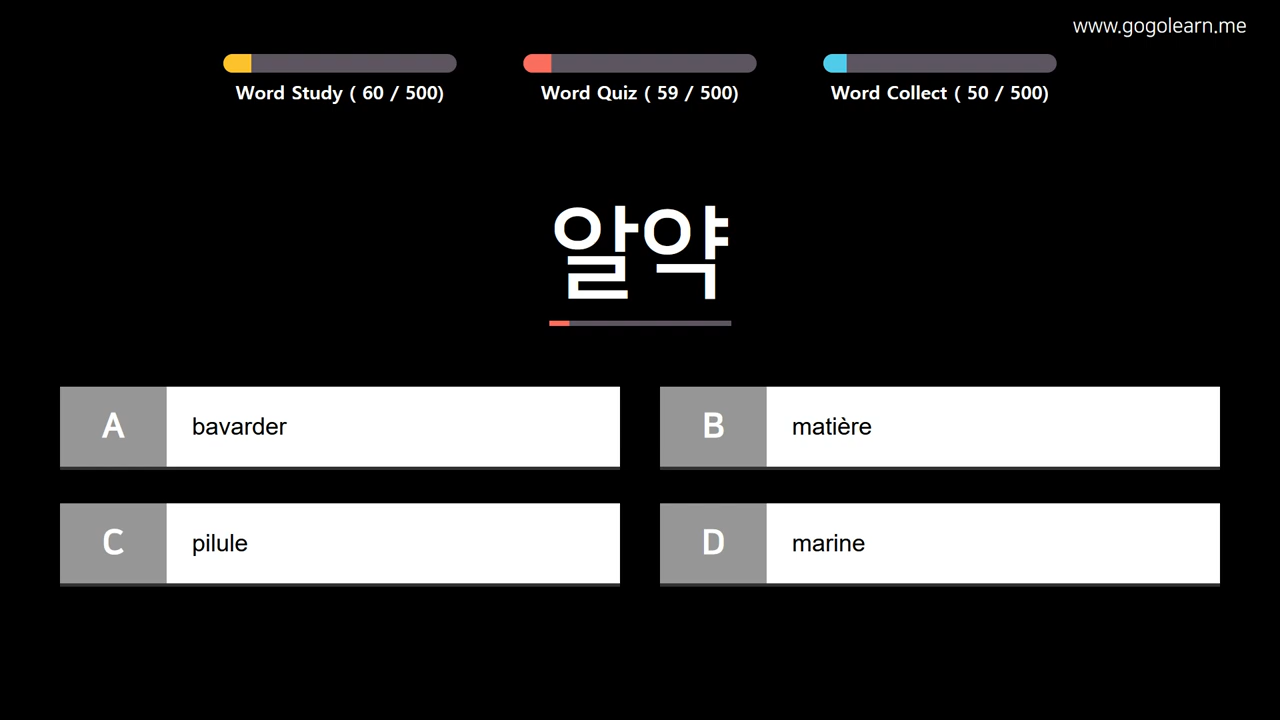 www.gogolearn.me
Word Study ( 60 / 500)
Word Quiz ( 59 / 500)
Word Collect ( 50 / 500)
알약
A bavarder
B matière
C pilule
D marine